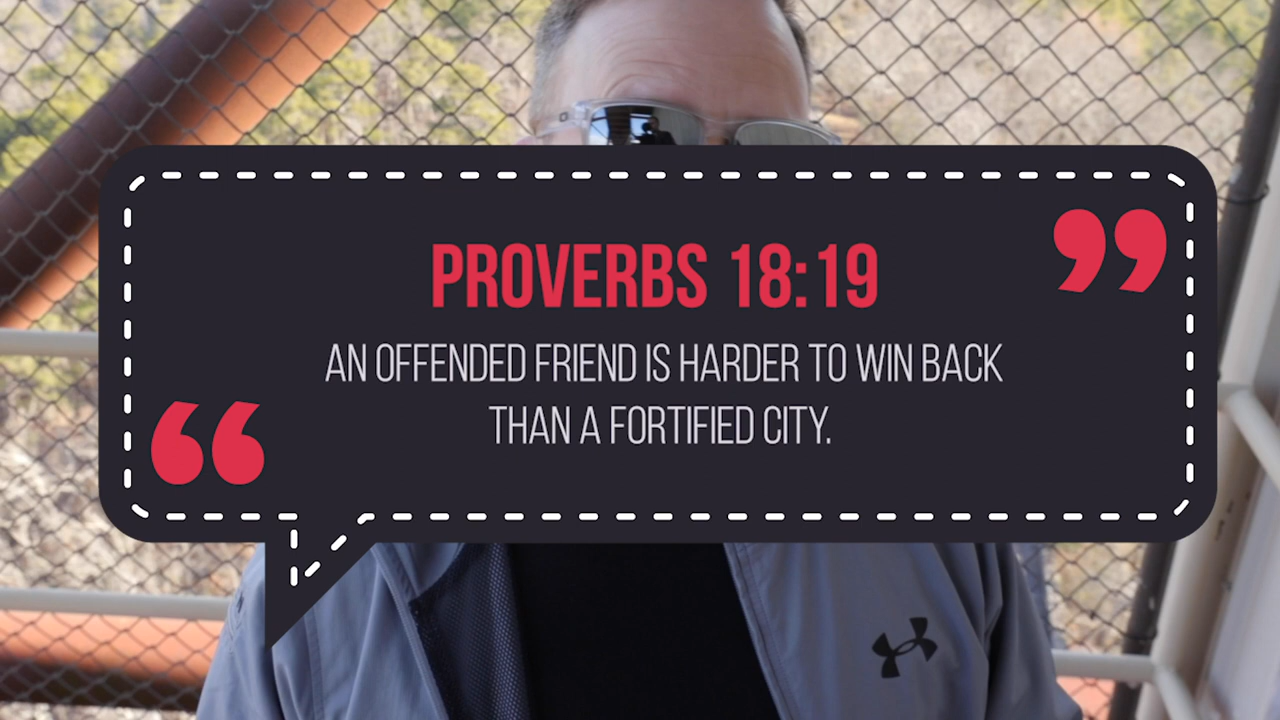 PROVERBS 18:19
AN OFFENDED FRIEND IS HARDER TO WIN BACK
THAN A FORTIFIED CITY.